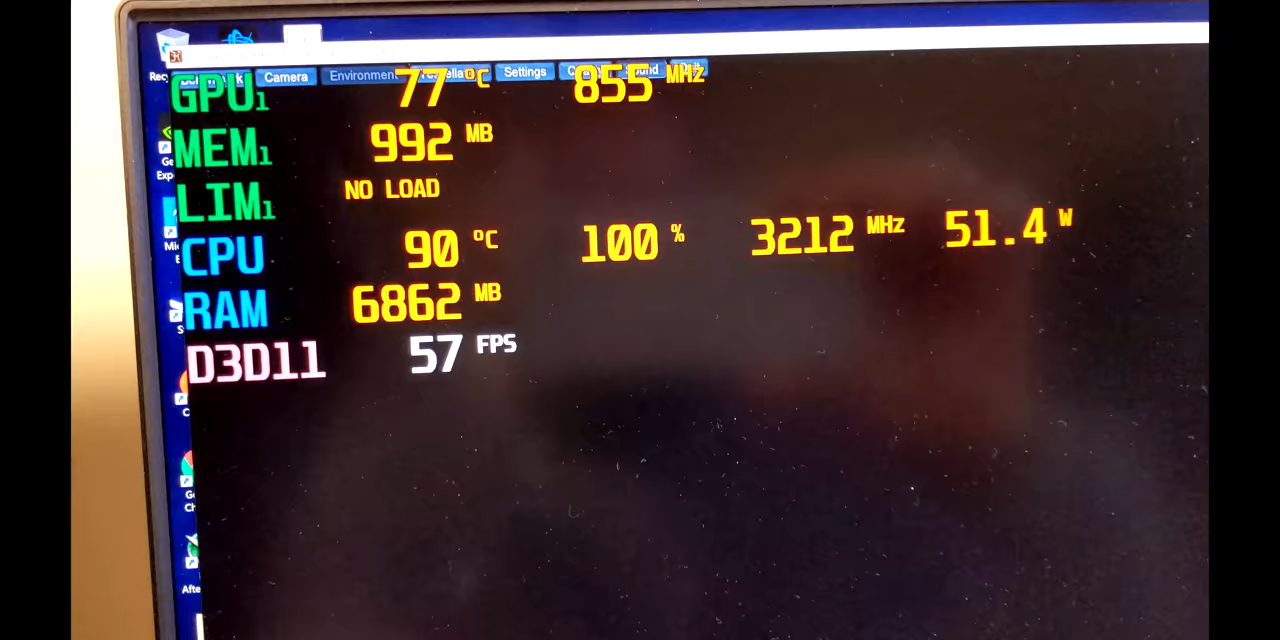 Camera Environment Settings
GPU1 77 °C 855 MHz
MEM1 992 MB
LIM1 NO LOAD
CPU 90 °C 100 % 3212 MHz 51.4 W
RAM 6862 MB
D3D11 57 FPS